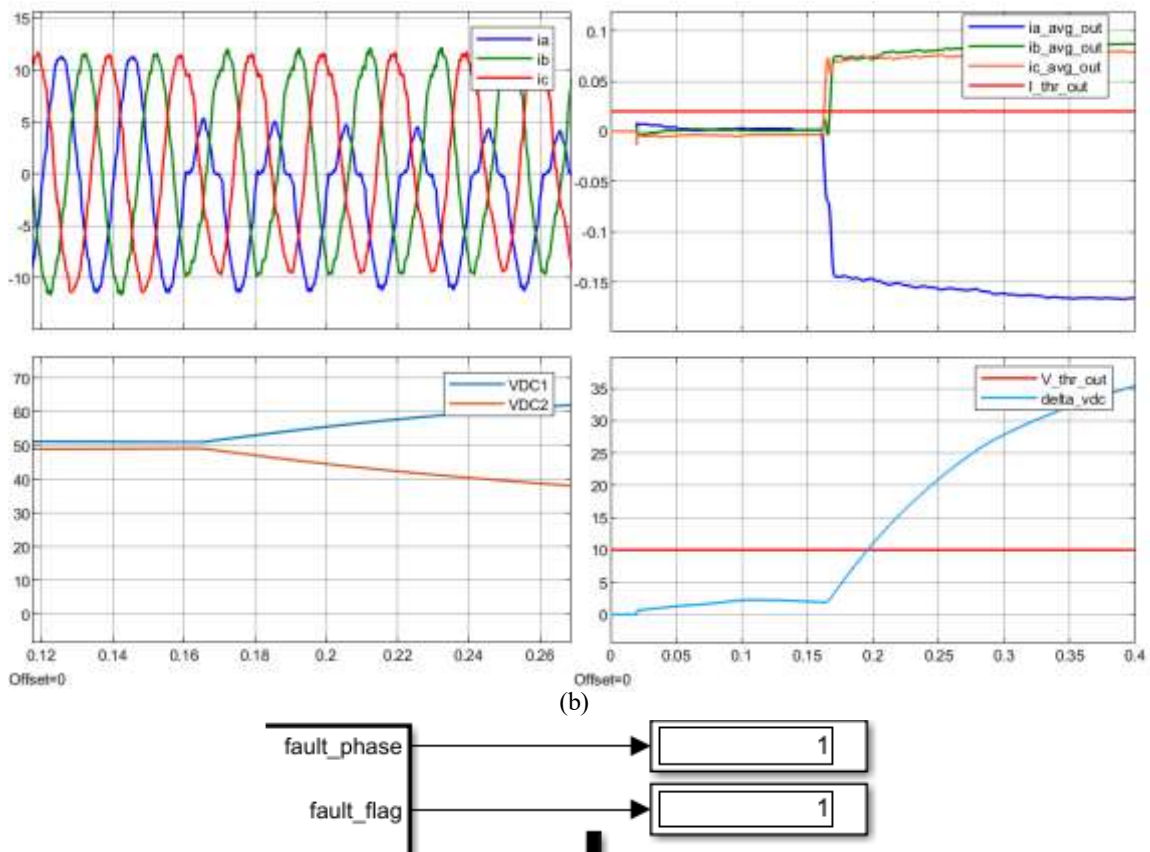 15
10
5
0
-5
-10
ia
ib
ic
0.1
0.05
0
-0.05
-0.1
-0.15
ia_avg_out
ib_avg_out
ic_avg_out
I_thr_out
70
60
50
40
30
20
10
0
VDC1
VDC2
0.12 0.14 0.16 0.18 0.2 0.22 0.24 0.26
Offset=0
35
30
25
20
15
10
5
0
V_thr_out
delta_vdc
0 0.05 0.1 0.15 0.2 0.25 0.3 0.35 0.4
Offset=0
(b)
fault_phase 1
fault_flag 1